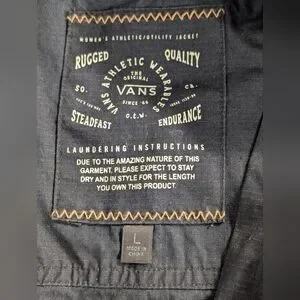 WOMEN'S ATHLETIC/UTILITY JACKET
RUGGED QUALITY
VANS ATHLETIC WEARABLES
THE
ORIGINAL
SO. VANS CA.
SINCE '66
O.T.W.
STEADFAST ENDURANCE
LAUNDERING INSTRUCTIONS
DUE TO THE AMAZING NATURE OF THIS
GARMENT, PLEASE EXPECT TO STAY
DRY AND IN STYLE FOR THE LENGTH
YOU OWN THIS PRODUCT.
L
MADE IN
CHINA